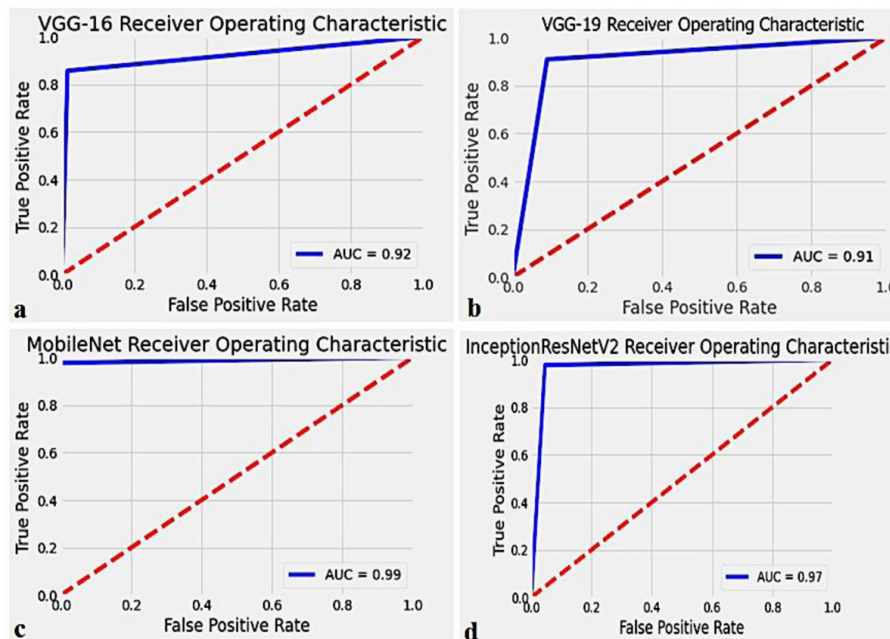 VGG-16 Receiver Operating Characteristic
1.0
0.8
0.6
0.4
0.2
0.0
True Positive Rate
AUC = 0.92
0.0 0.2 0.4 0.6 0.8 1.0
False Positive Rate
a
VGG-19 Receiver Operating Characteristic
1.0
0.8
0.6
0.4
0.2
0.0
True Positive Rate
AUC = 0.91
0.0 0.2 0.4 0.6 0.8 1.0
False Positive Rate
b
MobileNet Receiver Operating Characteristic
1.0
0.8
0.6
0.4
0.2
0.0
True Positive Rate
AUC = 0.99
0.0 0.2 0.4 0.6 0.8 1.0
False Positive Rate
c
InceptionResNetV2 Receiver Operating Characteristi
1.0
0.8
0.6
0.4
0.2
0.0
True Positive Rate
AUC = 0.97
0.0 0.2 0.4 0.6 0.8 1.0
False Positive Rate
d